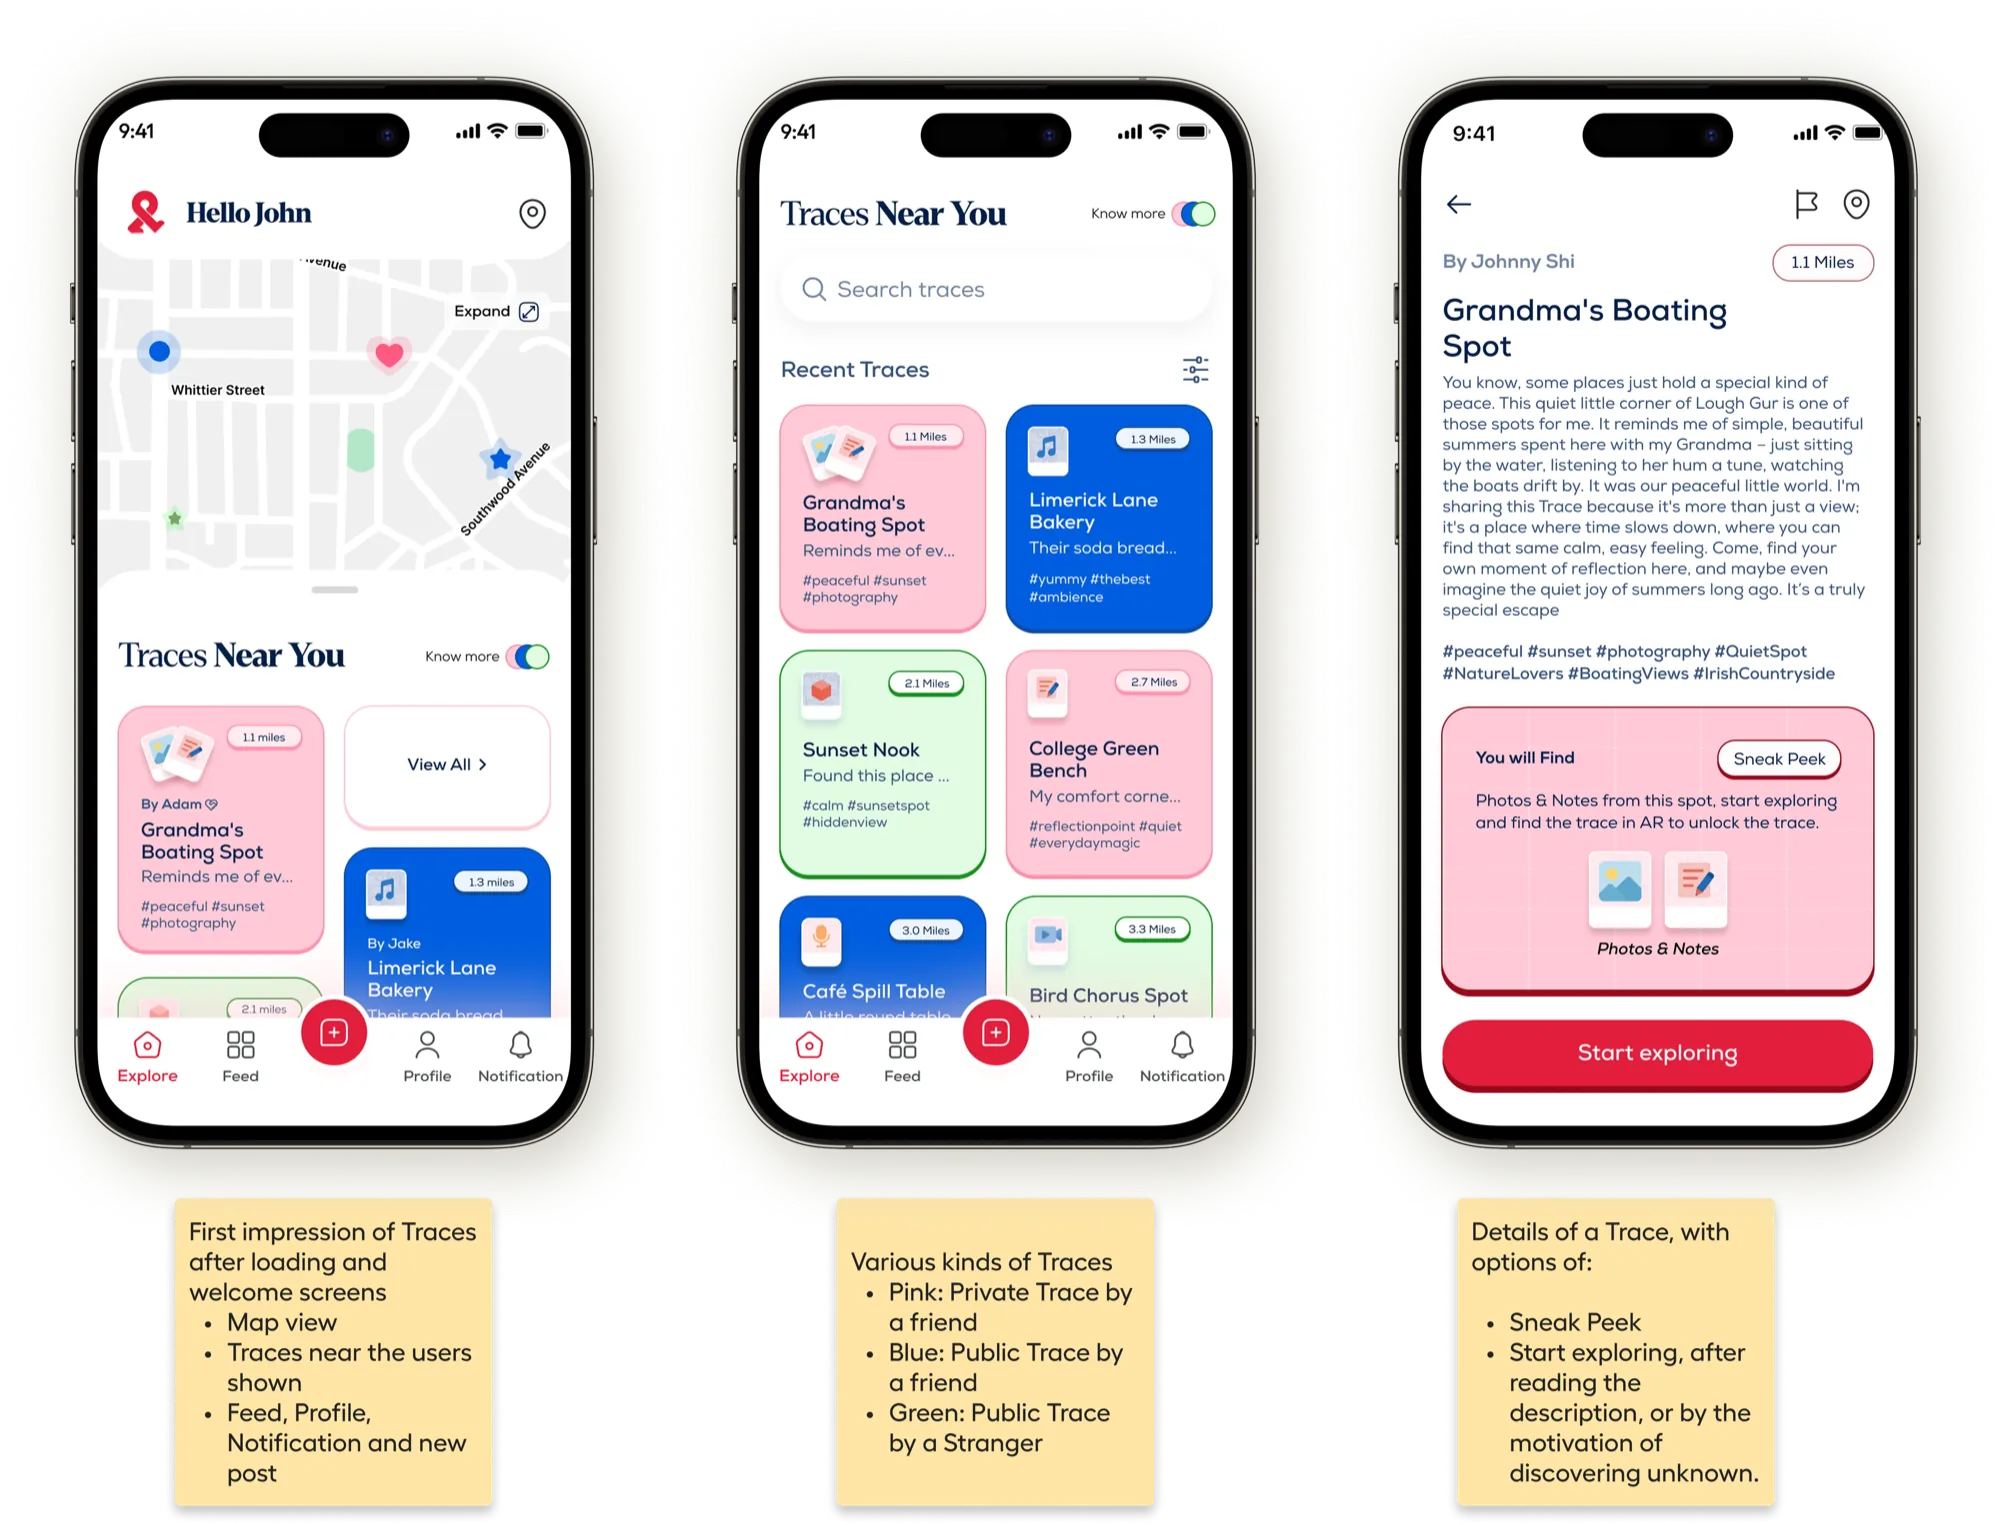 9:41
Hello John
venue
Expand
Whittier Street
Southwood Avenue
Traces Near You
Know more
1.1 miles
By Adam
Grandma's
Boating Spot
Reminds me of ev...
#peaceful #sunset
#photography
View All >
1.3 miles
By Jake
Limerick Lane
Bakery
Their soda bread
2.1 miles
Explore
Feed
Profile
Notification
9:41
Traces Near You
Know more
Search traces
Recent Traces
1.1 Miles
Grandma's
Boating Spot
Reminds me of ev...
#peaceful #sunset
#photography
1.3 Miles
Limerick Lane
Bakery
Their soda bread...
#yummy #thebest
#ambience
2.1 Miles
Sunset Nook
Found this place ...
#calm #sunsetspot
#hiddenview
2.7 Miles
College Green
Bench
My comfort corne...
#reflectionpoint #quiet
#everydaymagic
3.0 Miles
Café Spill Table
A little round table
3.3 Miles
Bird Chorus Spot
Explore
Feed
Profile
Notification
9:41
By Johnny Shi
1.1 Miles
Grandma's Boating
Spot
You know, some places just hold a special kind of
peace. This quiet little corner of Lough Gur is one of
those spots for me. It reminds me of simple, beautiful
summers spent here with my Grandma – just sitting
by the water, listening to her hum a tune, watching
the boats drift by. It was our peaceful little world. I'm
sharing this Trace because it's more than just a view;
it's a place where time slows down, where you can
find that same calm, easy feeling. Come, find your
own moment of reflection here, and maybe even
imagine the quiet joy of summers long ago. It's a truly
special escape
#peaceful #sunset #photography #QuietSpot
#NatureLovers #BoatingViews #IrishCountryside
You will Find
Sneak Peek
Photos & Notes from this spot, start exploring
and find the trace in AR to unlock the trace.
Photos & Notes
Start exploring
First impression of Traces
after loading and
welcome screens
• Map view
• Traces near the users
shown
• Feed, Profile,
Notification and new
post
Various kinds of Traces
• Pink: Private Trace by
a friend
• Blue: Public Trace by
a friend
• Green: Public Trace
by a Stranger
Details of a Trace, with
options of:
• Sneak Peek
• Start exploring, after
reading the
description, or by the
motivation of
discovering unknown.